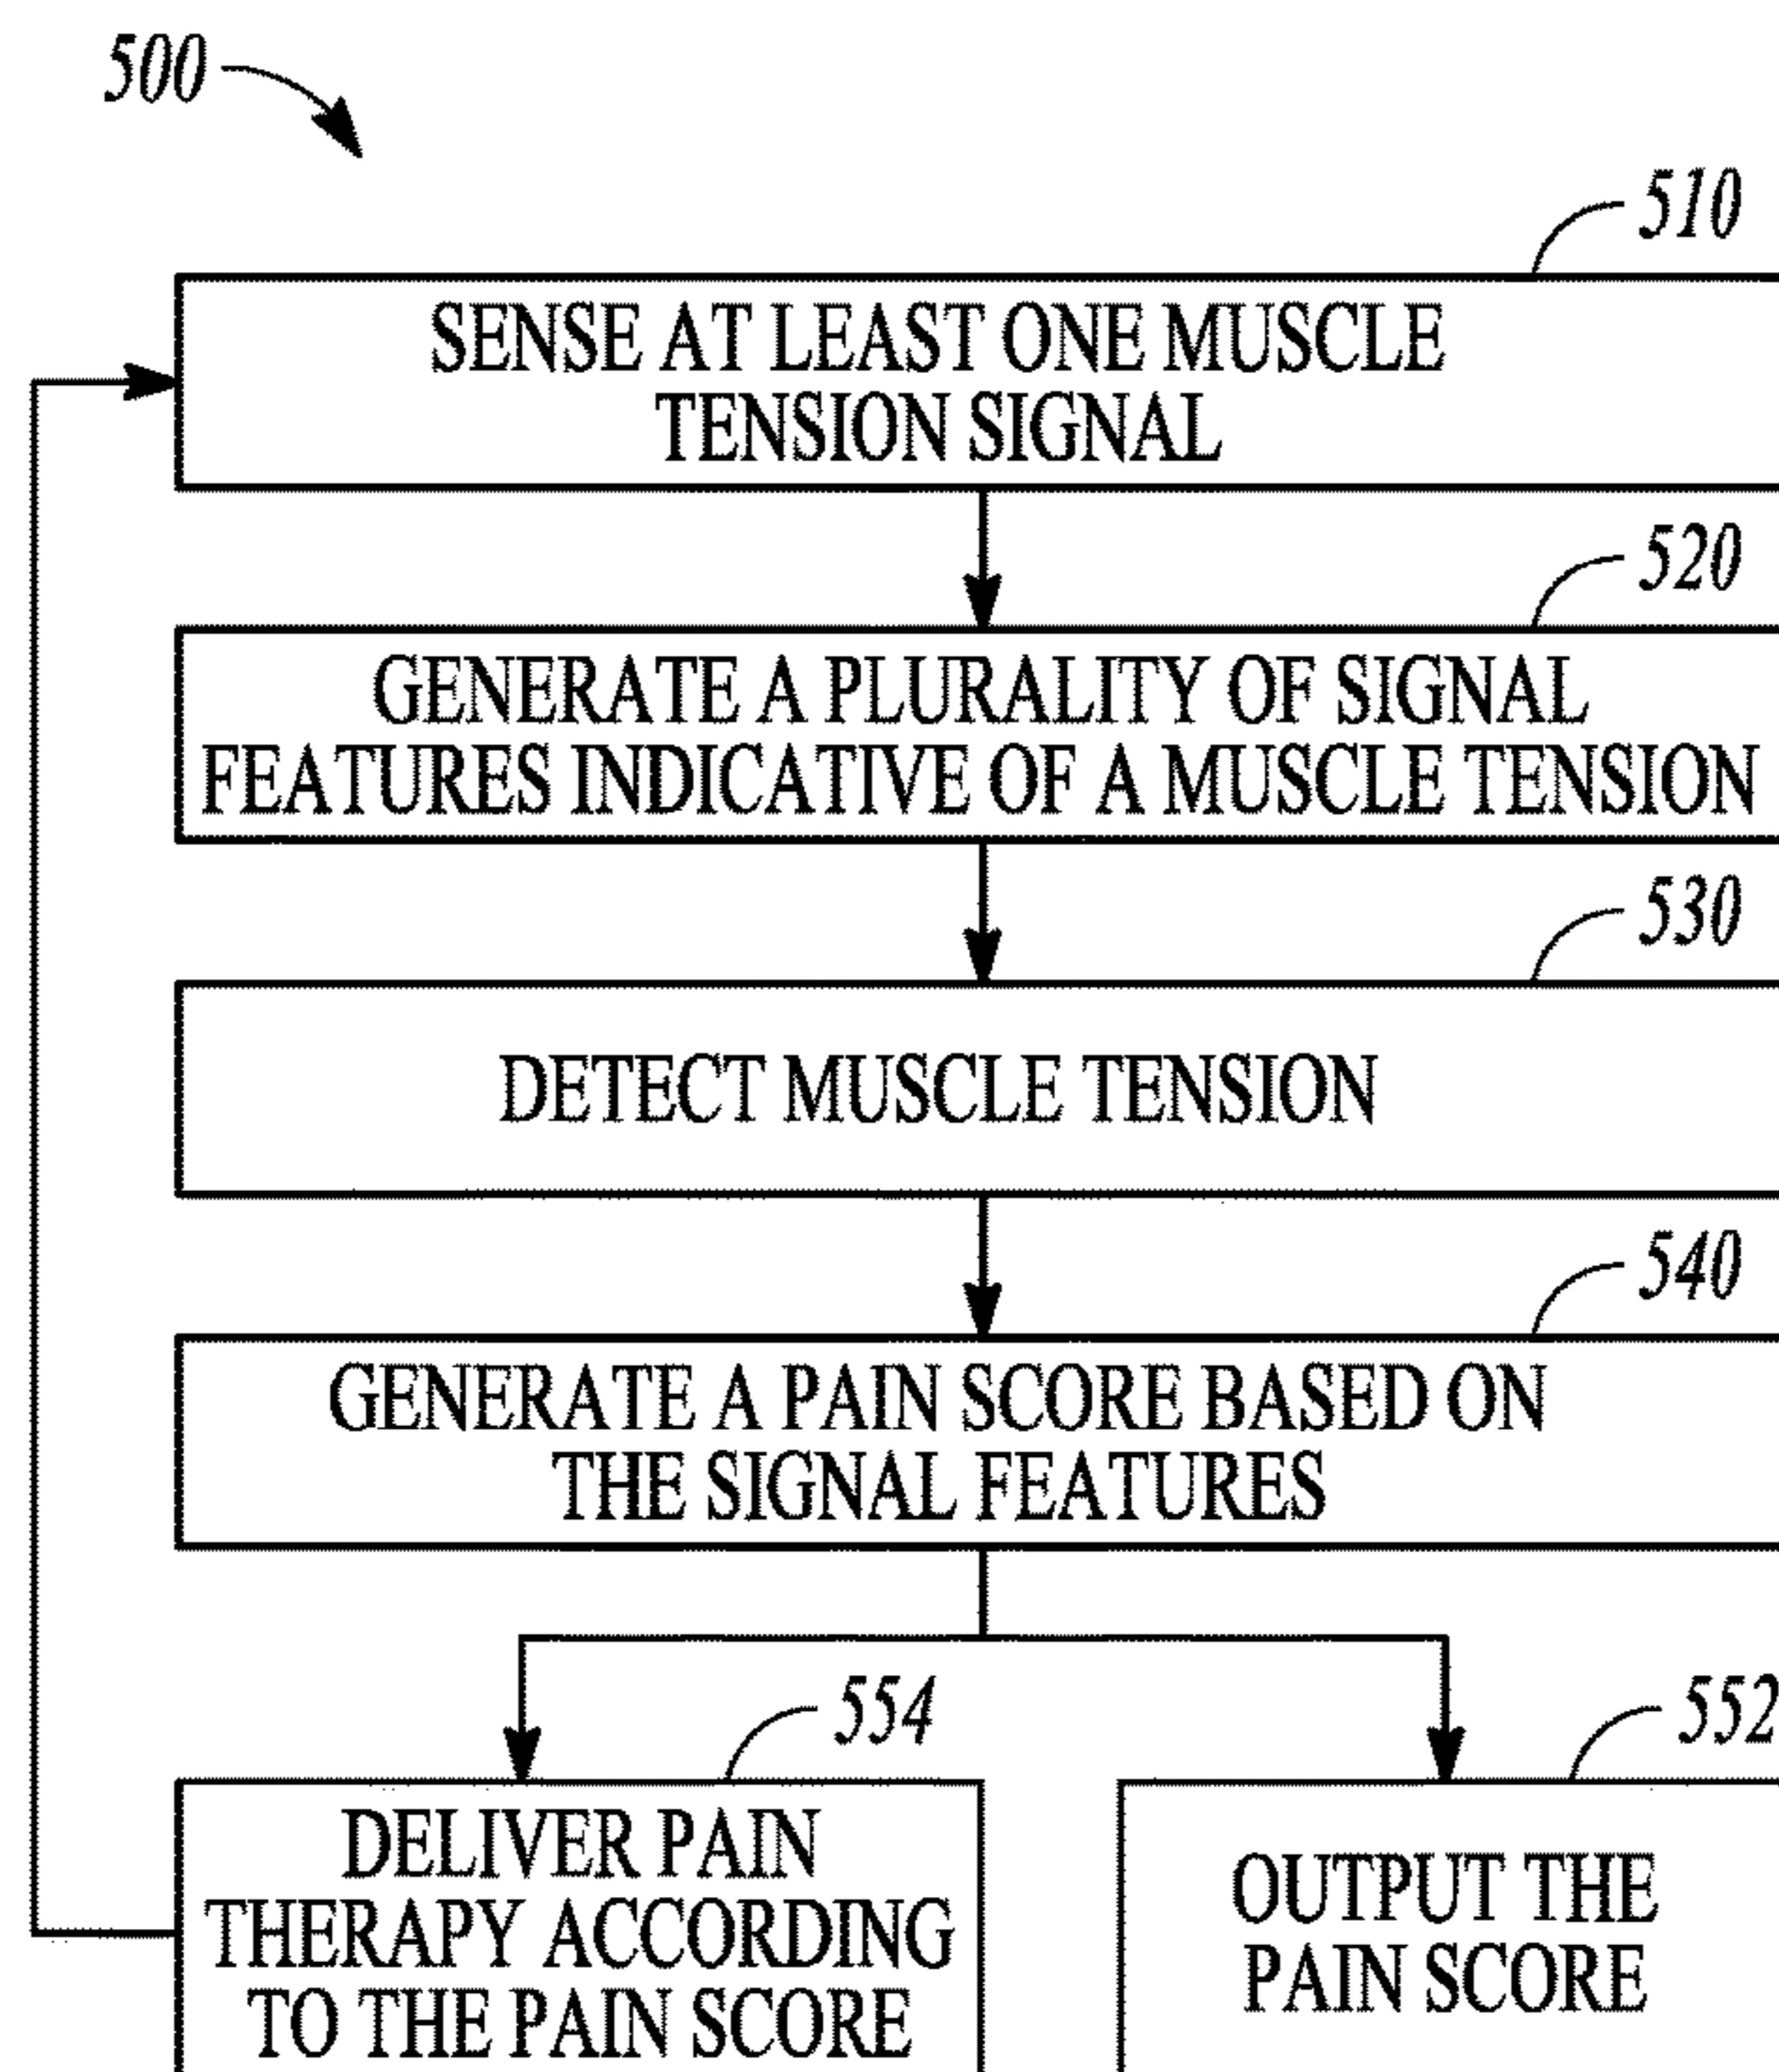 500
510
SENSE AT LEAST ONE MUSCLE
TENSION SIGNAL
520
GENERATE A PLURALITY OF SIGNAL
FEATURES INDICATIVE OF A MUSCLE TENSION
530
DETECT MUSCLE TENSION
540
GENERATE A PAIN SCORE BASED ON
THE SIGNAL FEATURES
554
DELIVER PAIN
THERAPY ACCORDING
TO THE PAIN SCORE
552
OUTPUT THE
PAIN SCORE